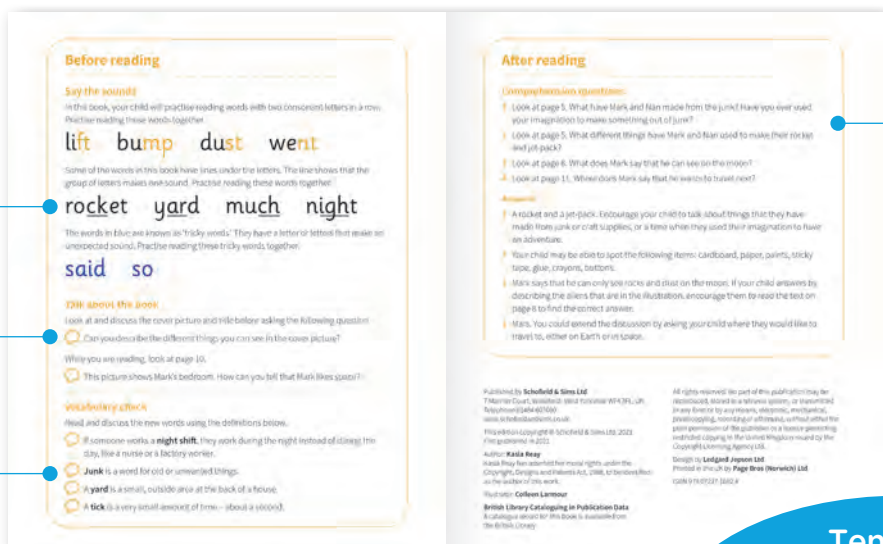 Before reading
Say the sounds
In this book, your child will practise reading words with two consonant letters in a row.
Practise reading these words together.
lift bump dust went
Some of the words in this book have lines under the letters. The line shows that the
group of letters makes one sound. Practise reading these words together.
rocket yard much night
The words in blue are known as 'tricky words'. They have a letter or letters that make an
unexpected sound. Practise reading these tricky words together.
said so
Talk about the book
Look at and discuss the cover picture and title before asking the following question.
Can you describe the different things you can see in the cover picture?
While you are reading, look at page 10.
This picture shows Mark's bedroom. How can you tell that Mark likes space?
Vocabulary check
Read and discuss the new words using the definitions below.
If someone works a night shift, they work during the night instead of during the
day, like a nurse or a factory worker.
Junk is a word for old or unwanted things.
A yard is a small, outside area at the back of a house.
A tick is a very small amount of time – about a second.
After reading
Comprehension questions
1 Look at page 5. What have Mark and Nan made from the junk? Have you ever used
your imagination to make something out of junk?
2 Look at page 5. What different things have Mark and Nan used to make their rocket
and jet-pack?
3 Look at page 8. What does Mark say that he can see on the moon?
4 Look at page 11. Where does Mark say that he wants to travel next?
Answers
1 A rocket and a jet-pack. Encourage your child to talk about things that they have
made from junk or craft supplies, or a time when they used their imagination to have
an adventure.
2 Your child may be able to spot the following items: cardboard, paper, paints, sticky
tape, glue, crayons, buttons.
3 Mark says that he can only see rocks and dust on the moon. If your child answers by
describing the aliens that are in the illustration, encourage them to read the text on
page 8 to find the correct answer.
4 Mars. You could extend the discussion by asking your child where they would like to
travel to, either on Earth or in space.
Published by Schofield & Sims Ltd
7 Mariner Court, Wakefield, West Yorkshire WF4 3FL, UK
Telephone 01484 607080
www.schofieldandsims.co.uk
This edition copyright © Schofield & Sims Ltd, 2021
First published in 2021
Author: Kasia Reay
Kasia Reay has asserted her moral rights under the
Copyright, Designs and Patents Act, 1988, to be identified
as the author of this work.
Illustrator: Colleen Larmour
British Library Cataloguing in Publication Data
A catalogue record for this book is available from
the British Library
All rights reserved. No part of this publication may be
reproduced, stored in a retrieval system, or transmitted
in any form or by any means, electronic, mechanical,
photocopying, recording or otherwise, without either the
prior permission of the publisher or a licence permitting
restricted copying in the United Kingdom issued by the
Copyright Licensing Agency Ltd.
Design by Ledgard Jepson Ltd
Printed in the UK by Page Bros (Norwich) Ltd